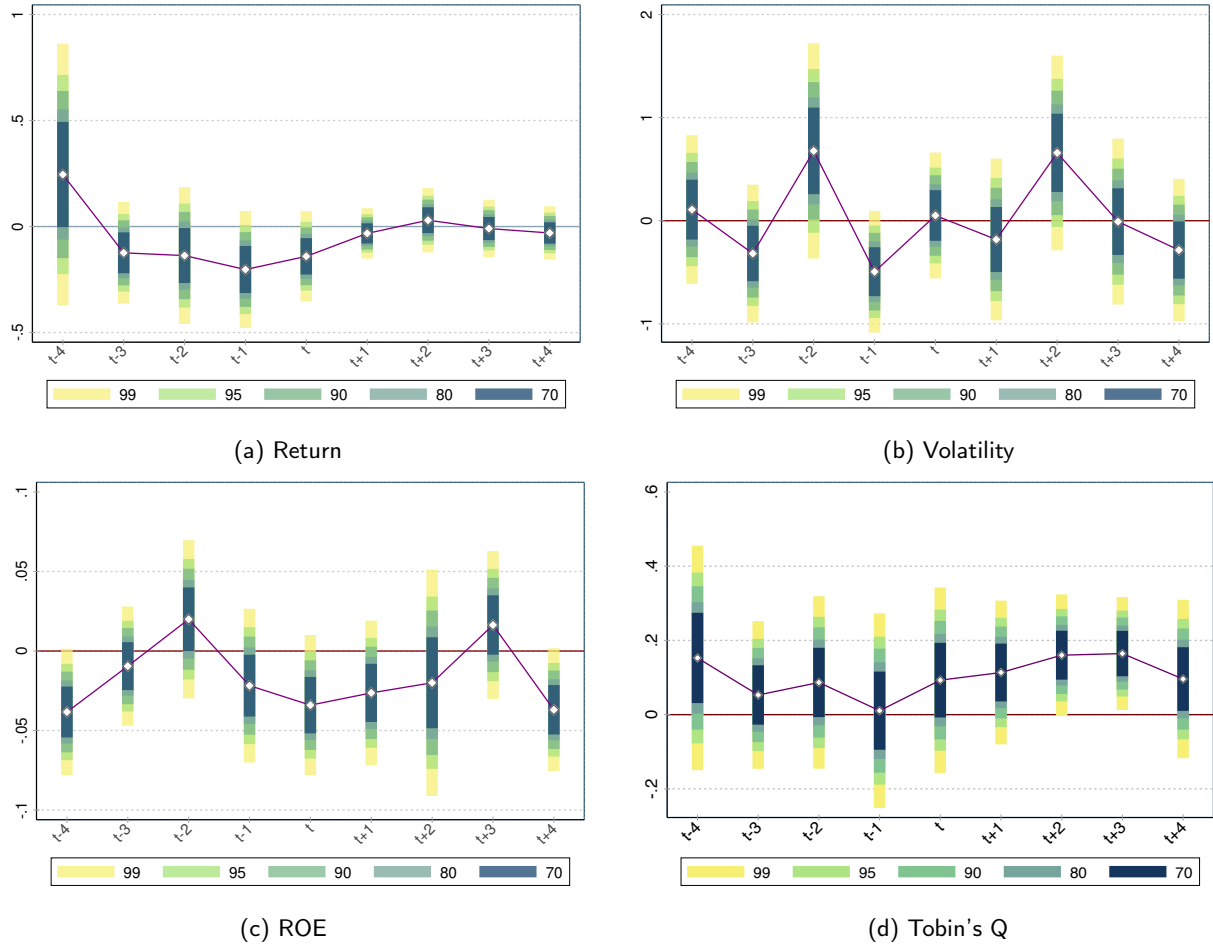 1
.5
0
-.5
t-4 t-3 t-2 t-1 t t+1 t+2 t+3 t+4
99 95 90 80 70
(a) Return
2
1
0
-1
t-4 t-3 t-2 t-1 t t+1 t+2 t+3 t+4
99 95 90 80 70
(b) Volatility
.1
.05
0
-.05
-.1
t-4 t-3 t-2 t-1 t t+1 t+2 t+3 t+4
99 95 90 80 70
(c) ROE
.6
.4
.2
0
-.2
t-4 t-3 t-2 t-1 t t+1 t+2 t+3 t+4
99 95 90 80 70
(d) Tobin's Q